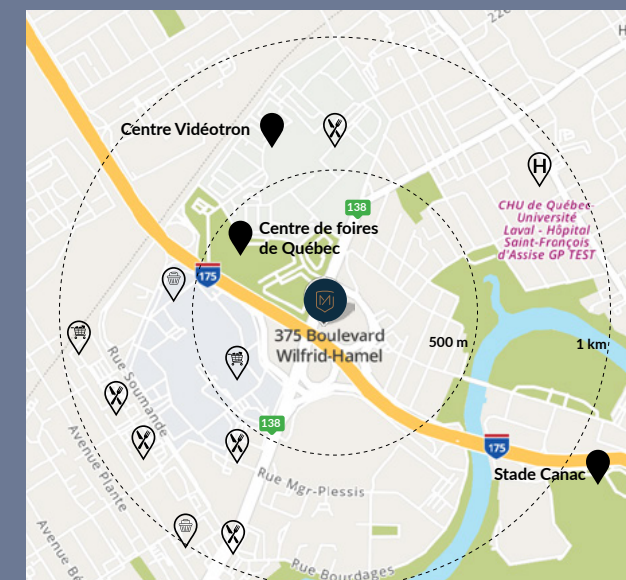 22e
H
Centre Vidéotron
H
CHU de Québec-
Université
Laval - Hôpital
Saint-François
d'Assise GP TEST
138
Centre de foires
de Québec
175
M
375 Boulevard
Wilfrid-Hamel
500 m
1 km
Rue Soumande
138
Avenue Plante
175
Stade Canac
Rue Mgr-Plessis
Rue Bourdages